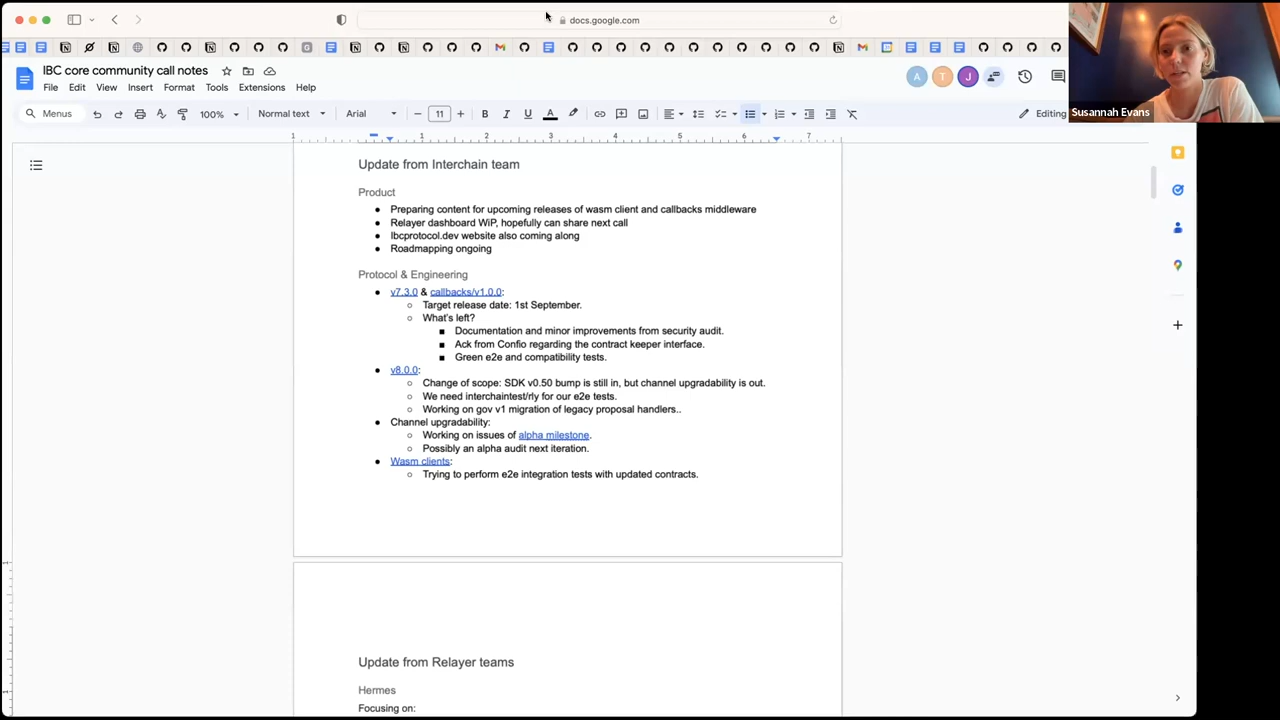 docs.google.com
IBC core community call notes
File Edit View Insert Format Tools Extensions Help
A T J
Susannah Evans
Menus 100% Normal text Arial 11 B I U A Editing
1 1 2 3 4 5 6 7
Update from Interchain team
Product
● Preparing content for upcoming releases of wasm client and callbacks middleware
● Relayer dashboard WiP, hopefully can share next call
● Ibcprotocol.dev website also coming along
● Roadmapping ongoing
Protocol & Engineering
● v7.3.0 & callbacks/v1.0.0:
○ Target release date: 1st September.
○ What's left?
■ Documentation and minor improvements from security audit.
■ Ack from Confio regarding the contract keeper interface.
■ Green e2e and compatibility tests.
● v8.0.0:
○ Change of scope: SDK v0.50 bump is still in, but channel upgradability is out.
○ We need interchaintest/rly for our e2e tests.
○ Working on gov v1 migration of legacy proposal handlers..
● Channel upgradability:
○ Working on issues of alpha milestone.
○ Possibly an alpha audit next iteration.
● Wasm clients:
○ Trying to perform e2e integration tests with updated contracts.
Update from Relayer teams
Hermes
Focusing on: